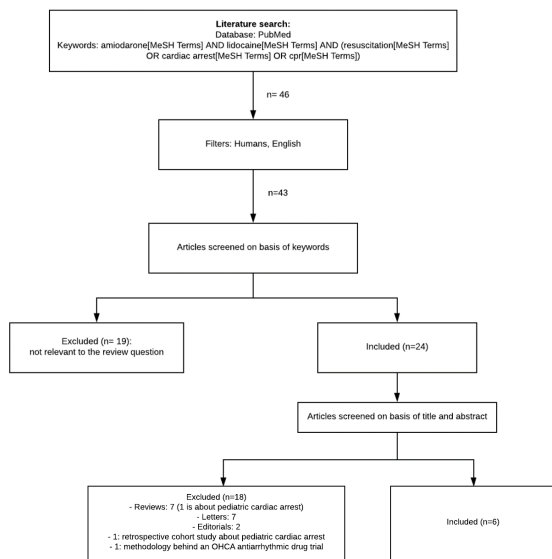 Literature search:
Database: PubMed
Keywords: amiodarone[MeSH Terms] AND lidocaine[MeSH Terms] AND (resuscitation[MeSH Terms]
OR cardiac arrest[MeSH Terms] OR cpr[MeSH Terms])
n= 46
Filters: Humans, English
n=43
Articles screened on basis of keywords
Excluded (n= 19):
not relevant to the review question
Included (n=24)
Articles screened on basis of title and abstract
Excluded (n=18)
- Reviews: 7 (1 is about pediatric cardiac arrest)
- Letters: 7
- Editorials: 2
- 1: retrospective cohort study about pediatric cardiac arrest
- 1: methodology behind an OHCA antiarrhythmic drug trial
Included (n=6)